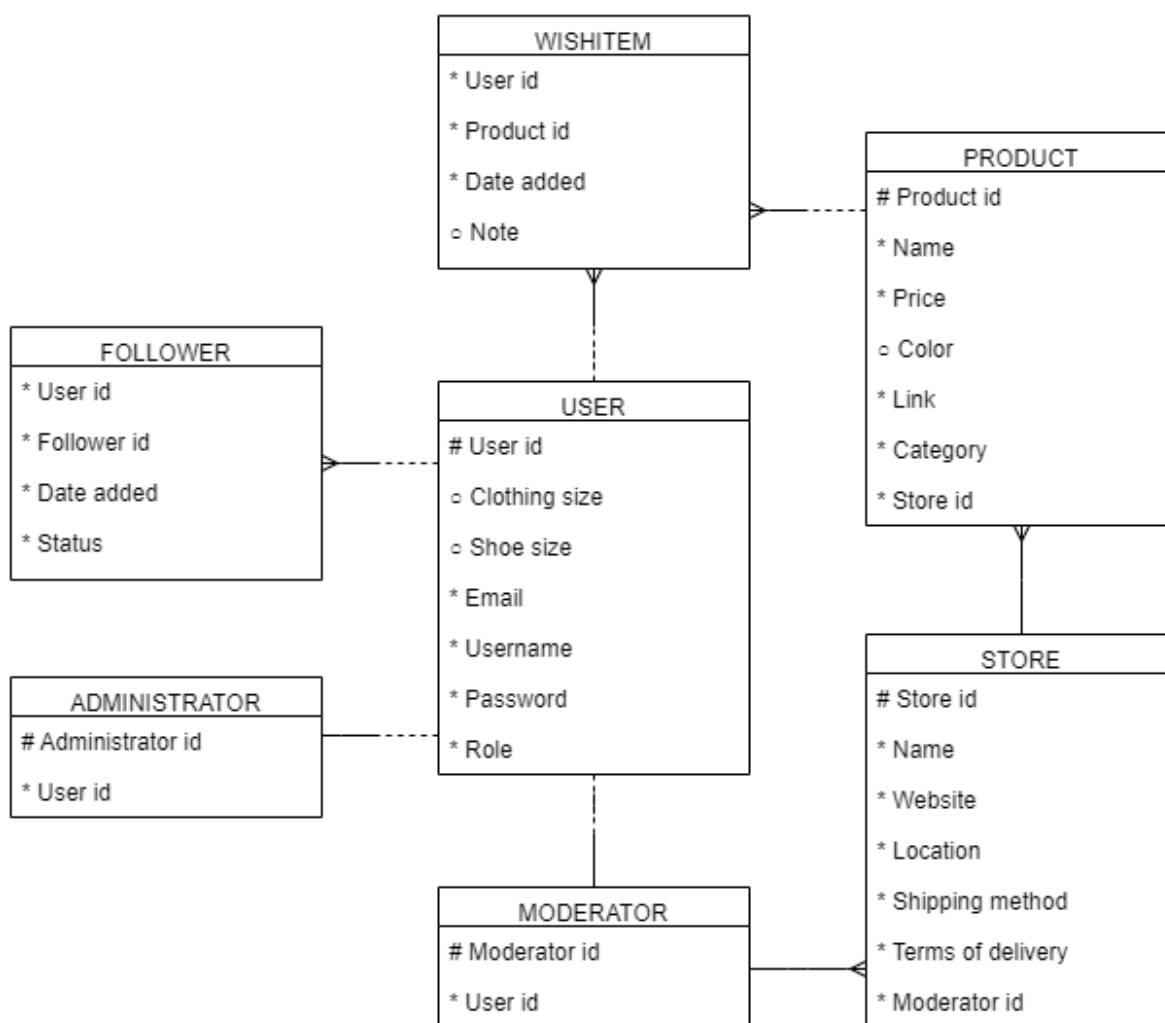 WISHITEM
* User id
* Product id
* Date added
○ Note
PRODUCT
# Product id
* Name
* Price
○ Color
* Link
* Category
* Store id
FOLLOWER
* User id
* Follower id
* Date added
* Status
USER
# User id
○ Clothing size
○ Shoe size
* Email
* Username
* Password
* Role
ADMINISTRATOR
# Administrator id
* User id
STORE
# Store id
* Name
* Website
* Location
* Shipping method
* Terms of delivery
* Moderator id
MODERATOR
# Moderator id
* User id